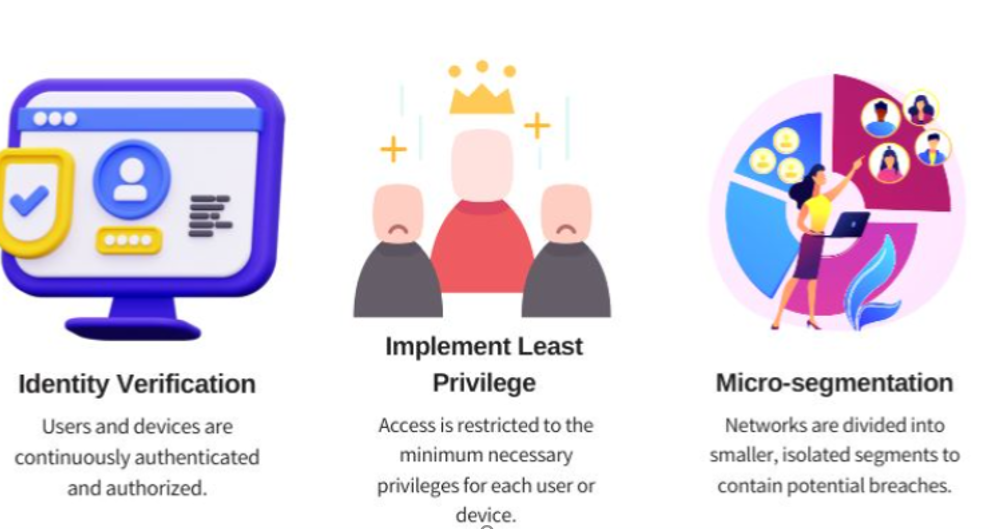 Identity Verification
Users and devices are
continuously authenticated
and authorized.
Implement Least
Privilege
Access is restricted to the
minimum necessary
privileges for each user or
device.
Micro-segmentation
Networks are divided into
smaller, isolated segments to
contain potential breaches.